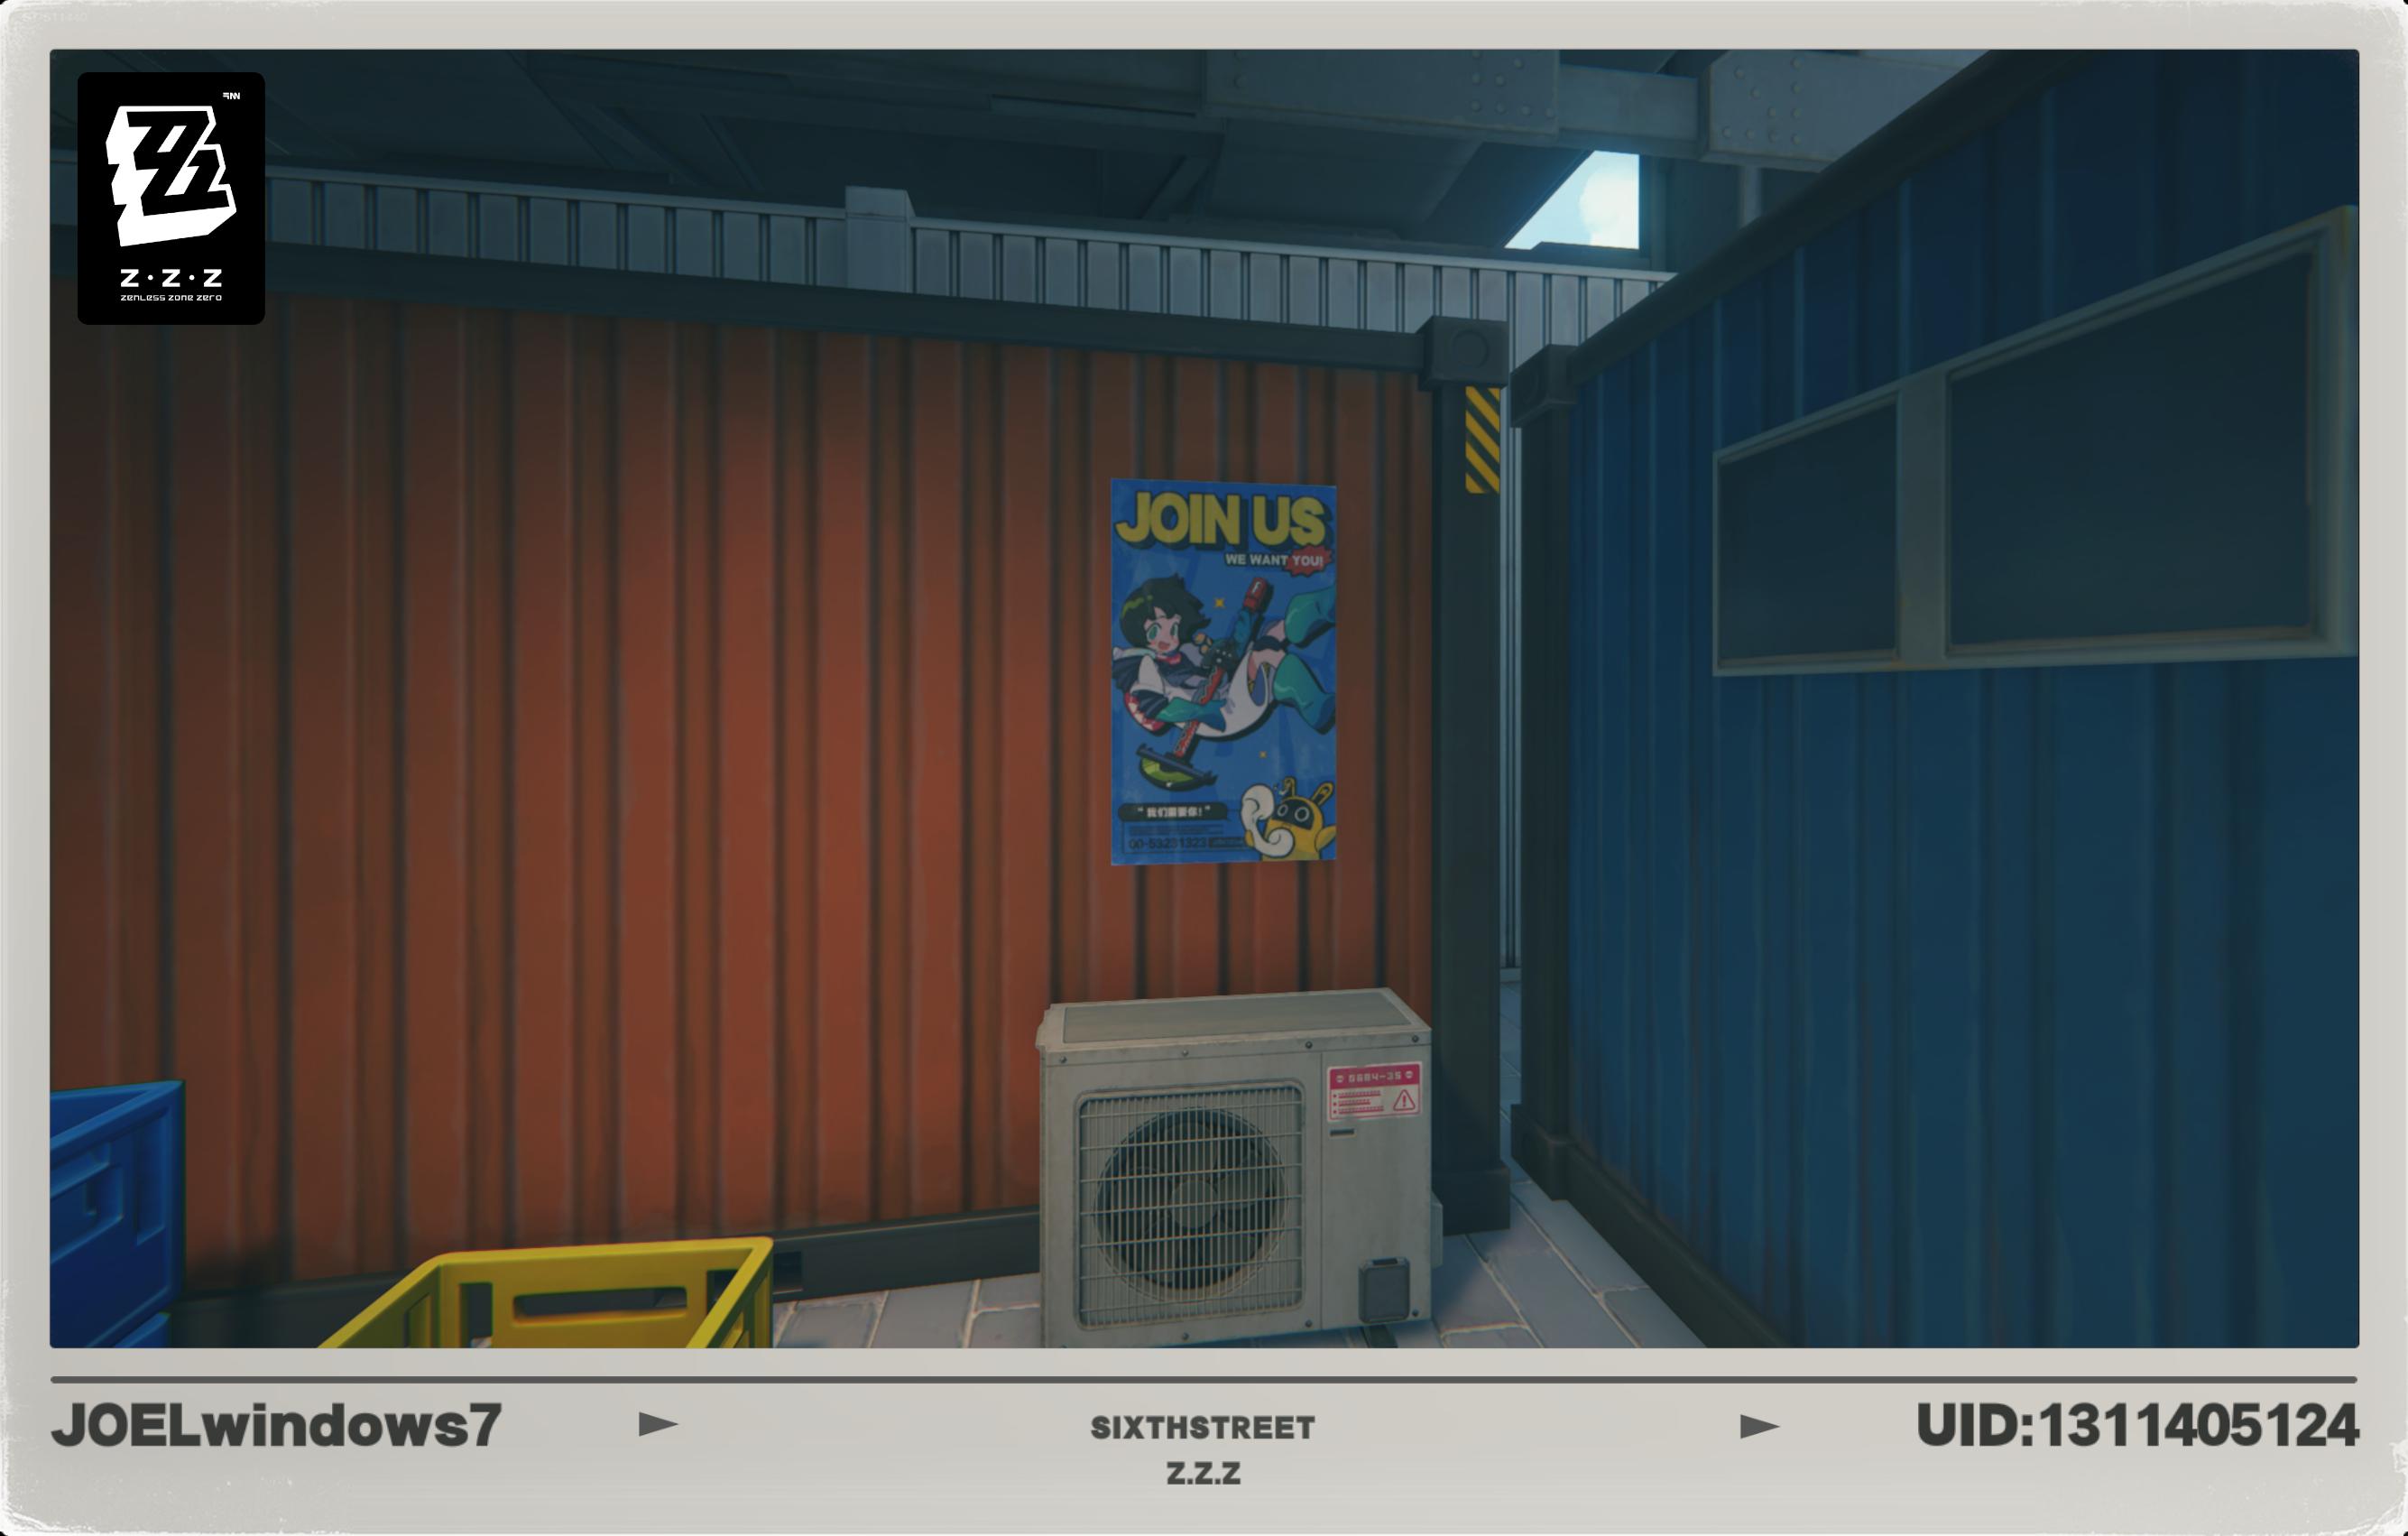 Z·Z·Z
ZENLESS ZONE ZERO
JOIN US
WE WANT YOU!
"我们需要你!"
JOELwindows7
SIXTHSTREET
UID:1311405124
Z.Z.Z